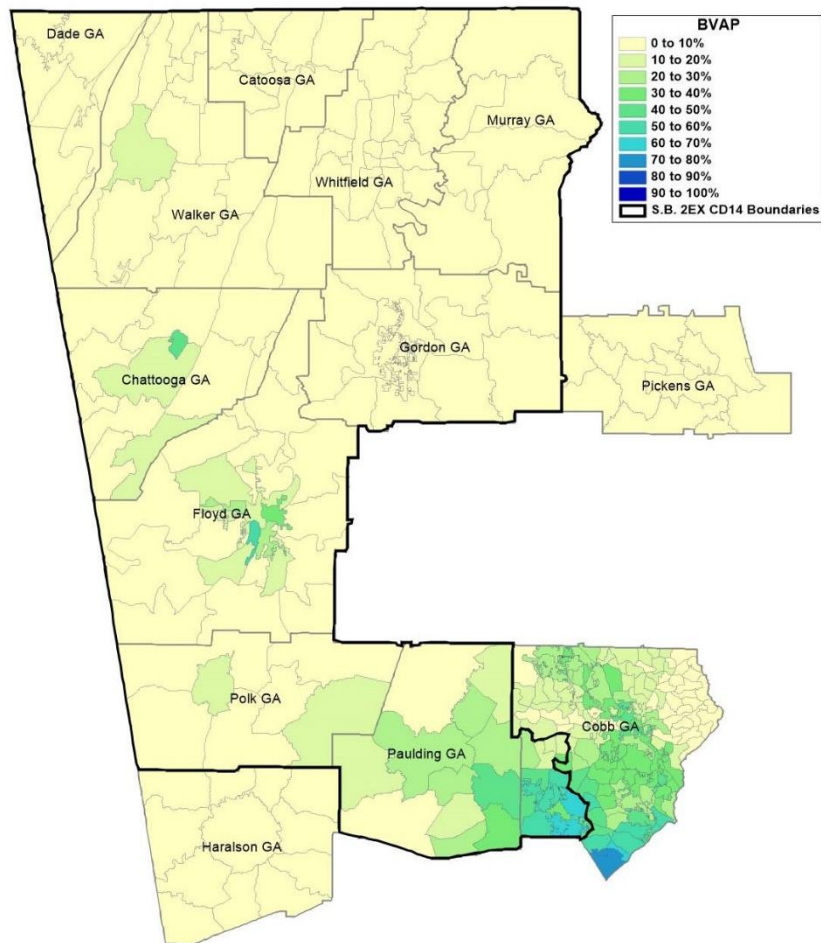 Dade GA
Catoosa GA
Murray GA
Whitfield GA
Walker GA
Chattooga GA
Gordon GA
Pickens GA
Floyd GA
Polk GA
Paulding GA
Cobb GA
Haralson GA
BVAP
0 to 10%
10 to 20%
20 to 30%
30 to 40%
40 to 50%
50 to 60%
60 to 70%
70 to 80%
80 to 90%
90 to 100%
S.B. 2EX CD14 Boundaries